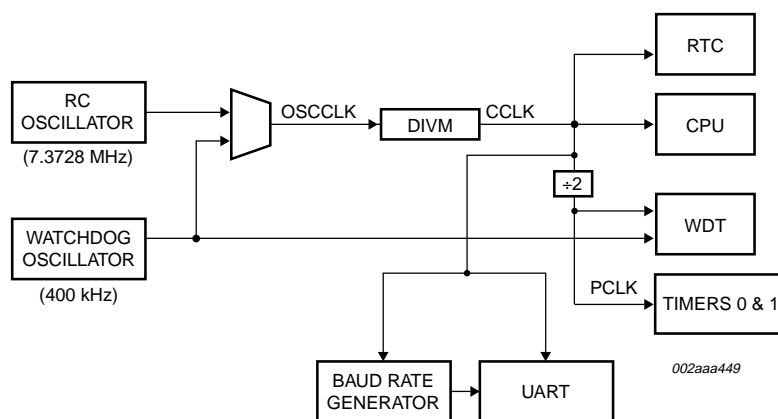 RTC
RC
OSCILLATOR
(7.3728 MHz)
OSCCLK
DIVM
CCLK
CPU
÷2
WATCHDOG
OSCILLATOR
(400 kHz)
WDT
PCLK
TIMERS 0 & 1
BAUD RATE
GENERATOR
UART
002aaa449